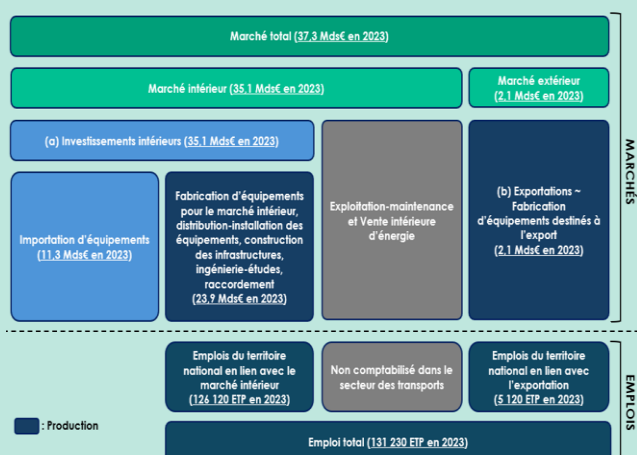 Marché total (37,3 Mds€ en 2023)
Marché intérieur (35,1 Mds€ en 2023)
Marché extérieur
(2,1 Mds€ en 2023)
(a) Investissements intérieurs (35,1 Mds€ en 2023)
Importation d'équipements
(11,3 Mds€ en 2023)
Fabrication d'équipements
pour le marché intérieur,
distribution-installation des
équipements, construction
des infrastructures,
ingénierie-études,
raccordement
(23,9 Mds€ en 2023)
Exploitation-maintenance
et Vente intérieure
d'énergie
(b) Exportations ~
Fabrication
d'équipements destinés à
l'export
(2,1 Mds€ en 2023)
MARCHÉS
Emplois du territoire
national en lien avec le
marché intérieur
(126 120 ETP en 2023)
Non comptabilisé dans le
secteur des transports
Emplois du territoire
national en lien avec
l'exportation
(5 120 ETP en 2023)
: Production
Emploi total (131 230 ETP en 2023)
EMPLOIS